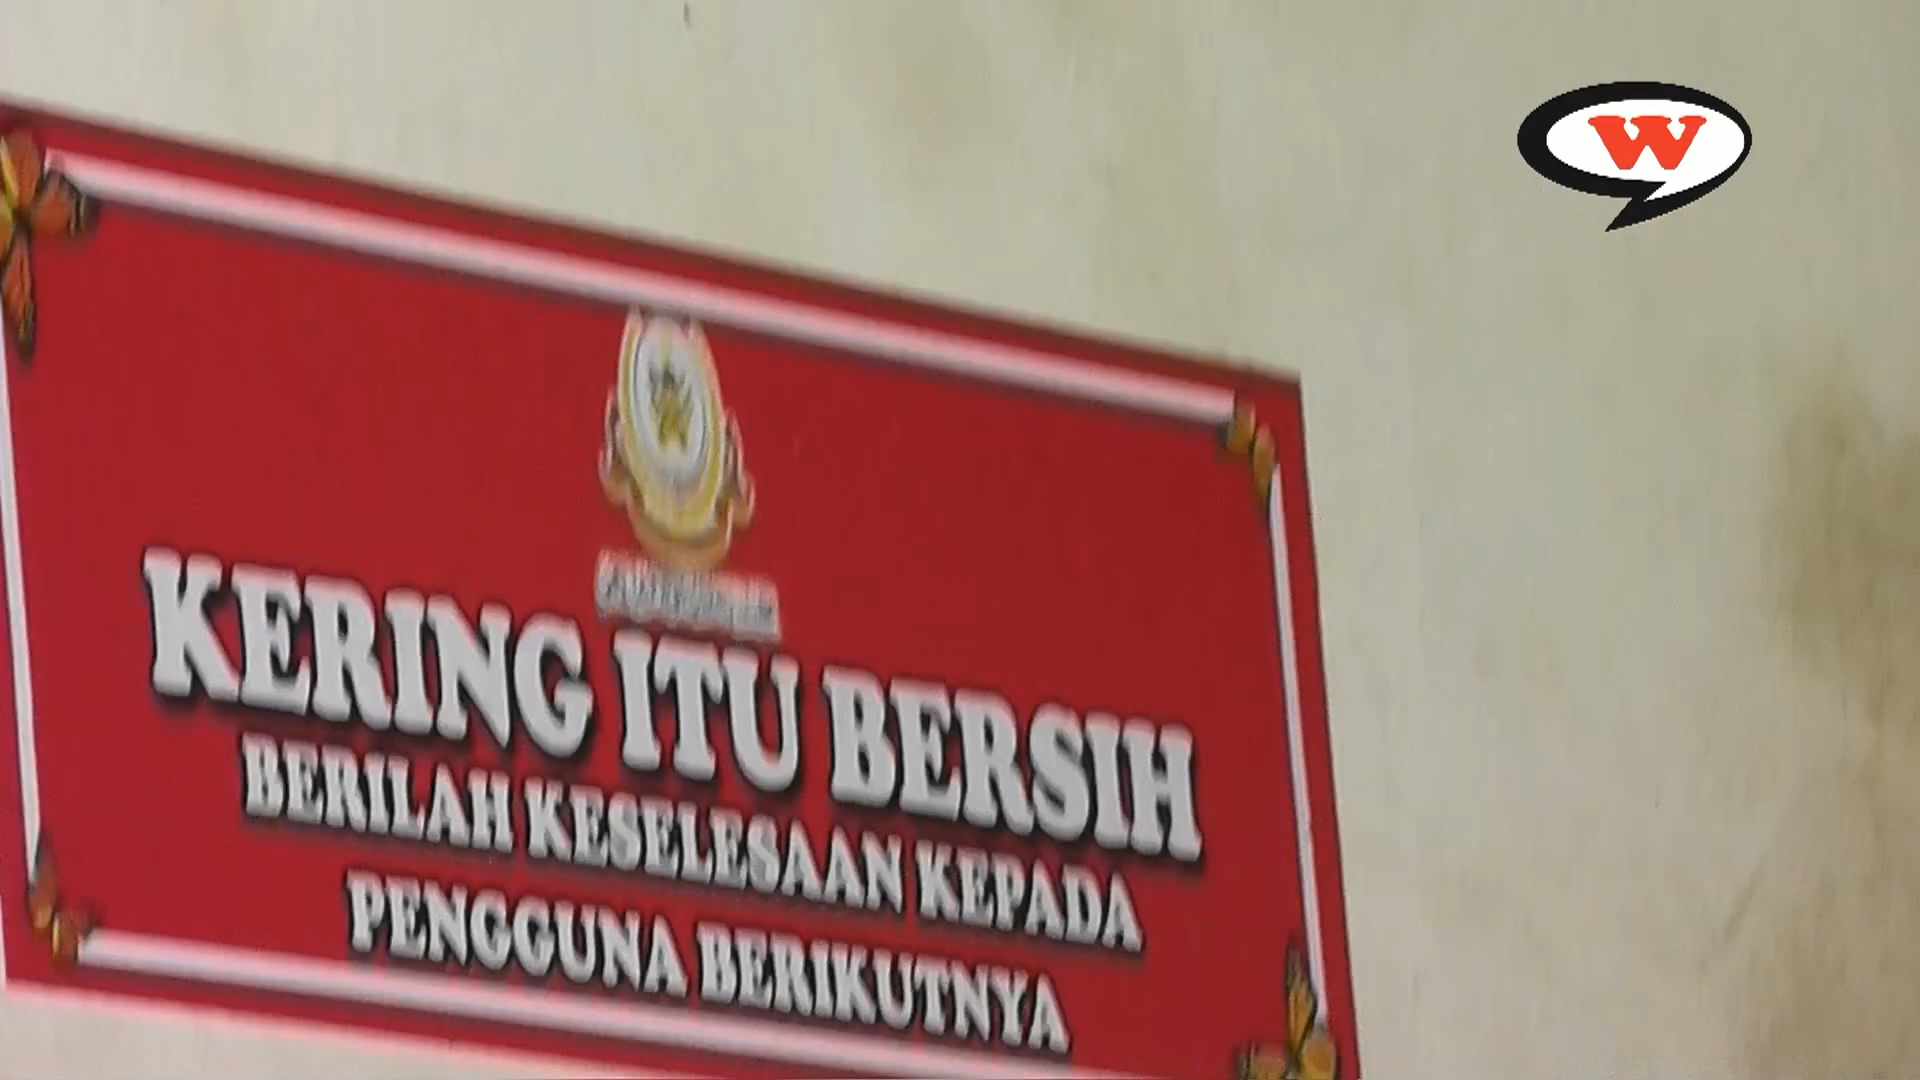 W
KERING ITU BERSIH
BERILAH KESELESAAN KEPADA
PENGGUNA BERIKUTNYA